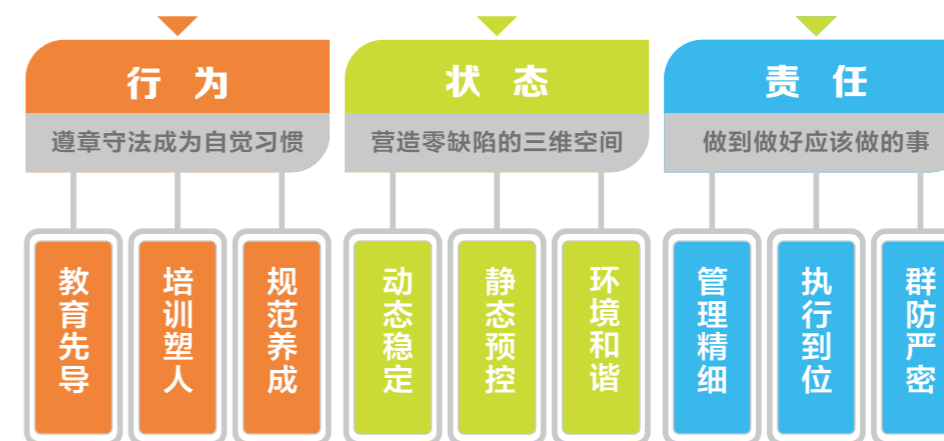 行 为
遵章守法成为自觉习惯
教育先导
培训塑人
规范养成
状 态
营造零缺陷的三维空间
动态稳定
静态预控
环境和谐
责 任
做到做好应该做的事
管理精细
执行到位
群防严密